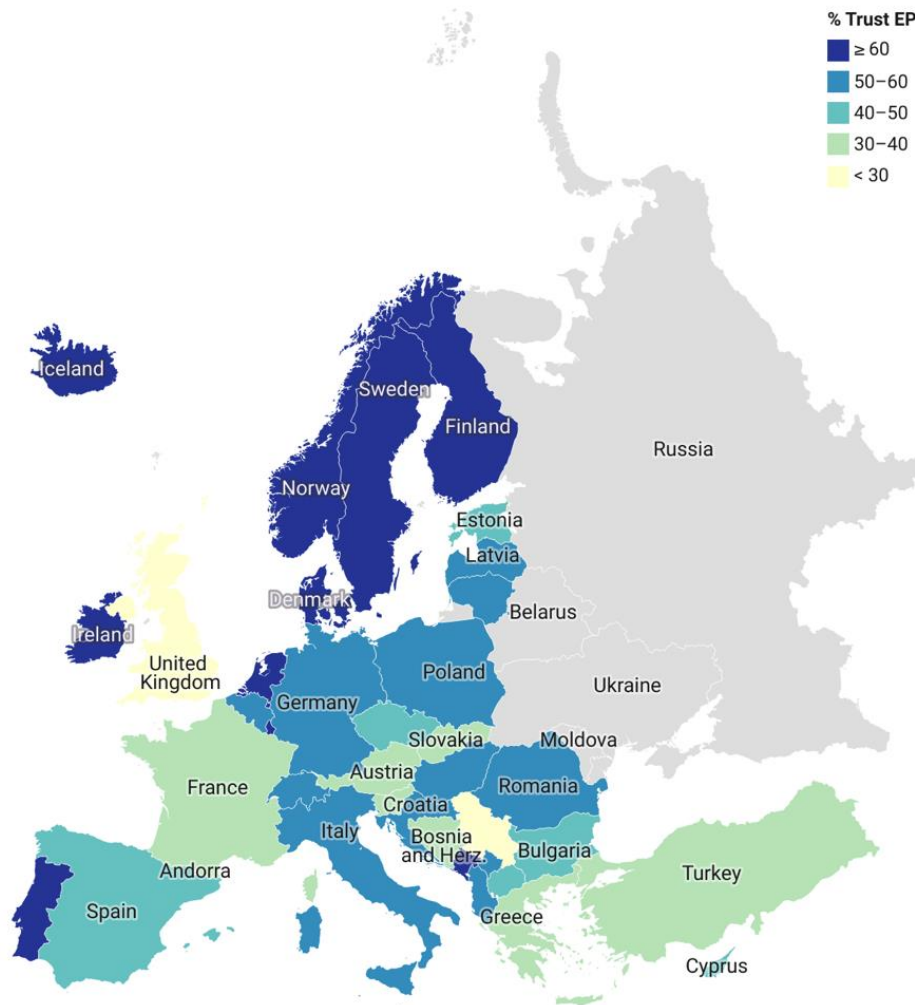 % Trust EP
≥ 60
50–60
40–50
30–40
< 30
Iceland
Sweden
Finland
Russia
Norway
Estonia
Latvia
Denmark
Belarus
Ireland
United
Kingdom
Poland
Ukraine
Germany
Slovakia
Moldova
Austria
France
Romania
Croatia
Italy
Bosnia
and Herz.
Bulgaria
Andorra
Turkey
Spain
Greece
Cyprus